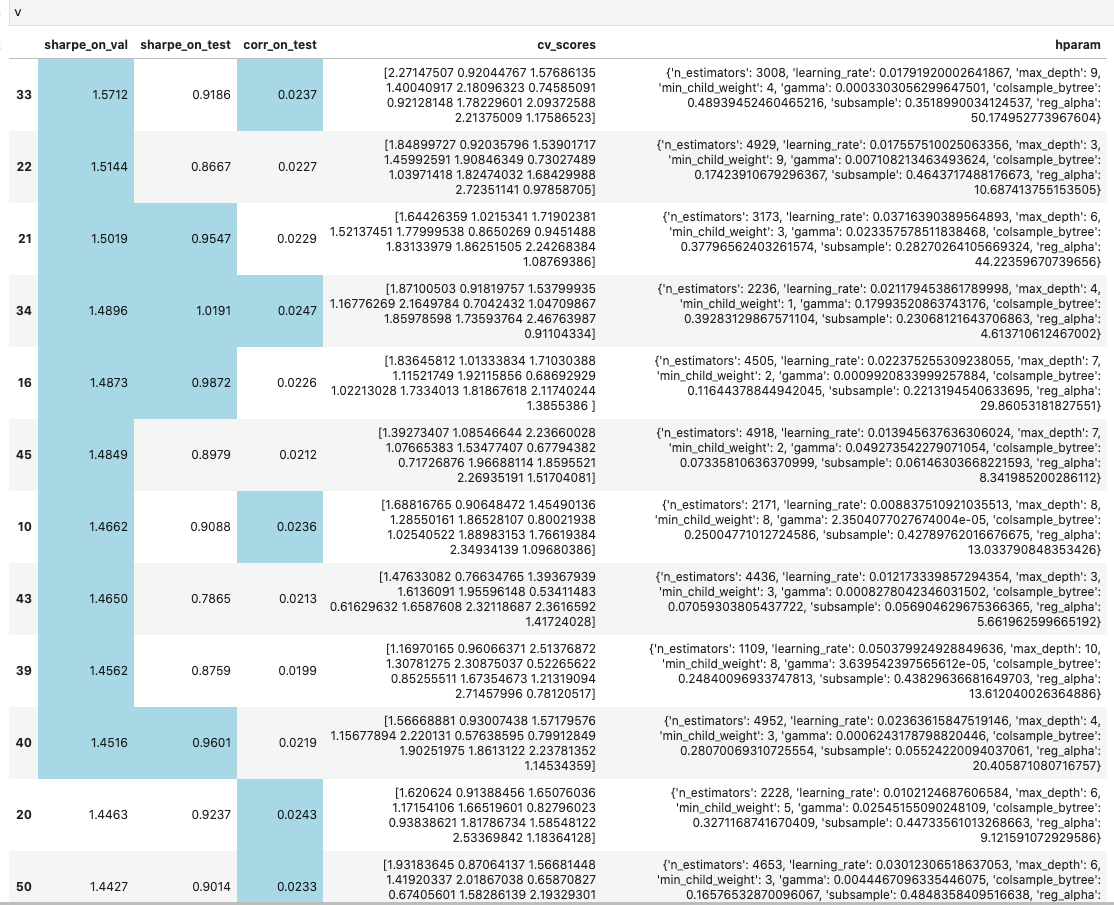 v
sharpe_on_val sharpe_on_test corr_on_test cv_scores hparam
33 1.5712 0.9186 0.0237
[2.27147507 0.92044767 1.57686135
1.40040917 2.18096323 0.74585091
0.92128148 1.78229601 2.09372588
2.21375009 1.17586523]
{'n_estimators': 3008, 'learning_rate': 0.01791920002641867, 'max_depth': 9,
'min_child_weight': 4, 'gamma': 0.0003303056299647501, 'colsample_bytree':
0.48939452460465216, 'subsample': 0.3518990034124537, 'reg_alpha':
50.174952773967604}
22 1.5144 0.8667 0.0227
[1.84899727 0.92035796 1.53901717
1.45992591 1.90846349 0.73027489
1.03971418 1.82474032 1.68429988
2.72351141 0.97858705]
{'n_estimators': 4929, 'learning_rate': 0.017557510025063356, 'max_depth': 3,
'min_child_weight': 9, 'gamma': 0.007108213463493624, 'colsample_bytree':
0.17423910679296367, 'subsample': 0.4643717488176673, 'reg_alpha':
10.687413755153505}
21 1.5019 0.9547 0.0229
[1.64426359 1.0215341 1.71902381
1.52137451 1.77999538 0.8650269 0.9451488
1.83133979 1.86251505 2.24268384
1.08769386]
{'n_estimators': 3173, 'learning_rate': 0.03716390389564893, 'max_depth': 6,
'min_child_weight': 3, 'gamma': 0.023357578511838468, 'colsample_bytree':
0.37796562403261574, 'subsample': 0.28270264105669324, 'reg_alpha':
44.22359670739656}
34 1.4896 1.0191 0.0247
[1.87100503 0.91819757 1.53799935
1.16776269 2.1649784 0.7042432 1.04709867
1.85978598 1.73593764 2.46763987
0.91104334]
{'n_estimators': 2236, 'learning_rate': 0.021179453861789998, 'max_depth': 4,
'min_child_weight': 1, 'gamma': 0.17993520863743176, 'colsample_bytree':
0.39283129867571104, 'subsample': 0.23068121643706863, 'reg_alpha':
4.613710612467002}
16 1.4873 0.9872 0.0226
[1.83645812 1.01333834 1.71030388
1.11521749 1.92115856 0.68692929
1.02213028 1.7334013 1.81867618 2.11740244
1.3855386 ]
{'n_estimators': 4505, 'learning_rate': 0.022375255309238055, 'max_depth': 7,
'min_child_weight': 2, 'gamma': 0.0009920833999257884, 'colsample_bytree':
0.11644378844942045, 'subsample': 0.2213194540633695, 'reg_alpha':
29.86053181827551}
45 1.4849 0.8979 0.0212
[1.39273407 1.08546644 2.23660028
1.07665383 1.53477407 0.67794382
0.71726876 1.96688114 1.8595521
2.26935191 1.51704081]
{'n_estimators': 4918, 'learning_rate': 0.013945637636306024, 'max_depth': 7,
'min_child_weight': 2, 'gamma': 0.049273542279071054, 'colsample_bytree':
0.07335810636370999, 'subsample': 0.06146303668221593, 'reg_alpha':
8.341985200286112}
10 1.4662 0.9088 0.0236
[1.68816765 0.90648472 1.45490136
1.28550161 1.86528107 0.80021938
1.02540522 1.88983153 1.76619384
2.34934139 1.09680386]
{'n_estimators': 2171, 'learning_rate': 0.008837510921035513, 'max_depth': 8,
'min_child_weight': 8, 'gamma': 2.3504077027674004e-05, 'colsample_bytree':
0.25004771012724586, 'subsample': 0.42789762016676675, 'reg_alpha':
13.033790848353426}
43 1.4650 0.7865 0.0213
[1.47633082 0.76634765 1.39367939
1.6136091 1.95596148 0.53411483
0.61629632 1.6587608 2.32118687 2.3616592
1.41724028]
{'n_estimators': 4436, 'learning_rate': 0.012173339857294354, 'max_depth': 3,
'min_child_weight': 3, 'gamma': 0.0008278042346031502, 'colsample_bytree':
0.07059303805437722, 'subsample': 0.056904629675366365, 'reg_alpha':
5.661962599665192}
39 1.4562 0.8759 0.0199
[1.16970165 0.96066371 2.51376872
1.30781275 2.30875037 0.52265622
0.85255511 1.67354673 1.21319094
2.71457996 0.78120517]
{'n_estimators': 1109, 'learning_rate': 0.050379924928849636, 'max_depth': 10,
'min_child_weight': 8, 'gamma': 3.639542397565612e-05, 'colsample_bytree':
0.24840096933747813, 'subsample': 0.43829636681649703, 'reg_alpha':
13.612040026364886}
40 1.4516 0.9601 0.0219
[1.56668881 0.93007438 1.57179576
1.15677894 2.220131 0.57638595 0.79912849
1.90251975 1.8613122 2.23781352
1.14534359]
{'n_estimators': 4952, 'learning_rate': 0.02363615847519146, 'max_depth': 4,
'min_child_weight': 3, 'gamma': 0.0006243178798820446, 'colsample_bytree':
0.28070069310725554, 'subsample': 0.05524220094037061, 'reg_alpha':
20.405871080716757}
20 1.4463 0.9237 0.0243
[1.620624 0.91388456 1.65076036
1.17154106 1.66519601 0.82796023
0.93838621 1.81786734 1.58548122
2.53369842 1.18364128]
{'n_estimators': 2228, 'learning_rate': 0.0102124687606584, 'max_depth': 6,
'min_child_weight': 5, 'gamma': 0.02545155090248109, 'colsample_bytree':
0.3271168741670409, 'subsample': 0.44733561013268663, 'reg_alpha':
9.121591072929586}
50 1.4427 0.9014 0.0233
[1.93183645 0.87064137 1.56681448
1.41920337 2.01867038 0.65870827
0.67405601 1.58286139 2.19329301
{'n_estimators': 4653, 'learning_rate': 0.03012306518637053, 'max_depth': 6,
'min_child_weight': 3, 'gamma': 0.0044467096335446075, 'colsample_bytree':
0.16576532870096067, 'subsample': 0.4848358409516638, 'reg_alpha':